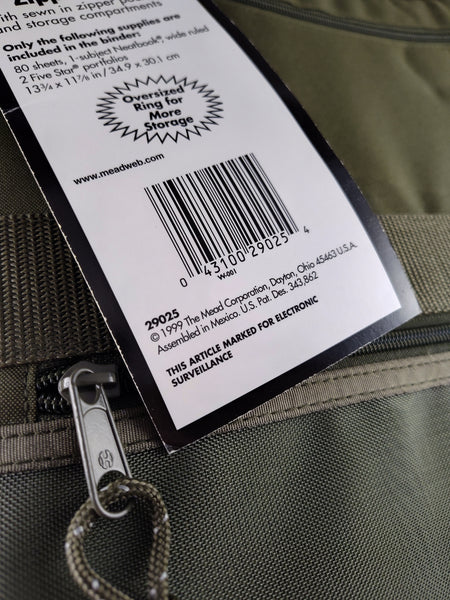 with sewn in zipper
and storage compartments
Only the following supplies are
included in the binder:
80 sheets, 1-subject Neatbook®, wide ruled
2 Five Star® portfolios
13¾ x 11⅞ in / 34.9 x 30.1 cm
Oversized
Ring for
More
Storage
www.meadweb.com
0 43100 29025 4
W-001
29025
© 1999 The Mead Corporation, Dayton, Ohio 45463 U.S.A.
Assembled in Mexico. U.S. Pat. Des. 343,862
THIS ARTICLE MARKED FOR ELECTRONIC
SURVEILLANCE